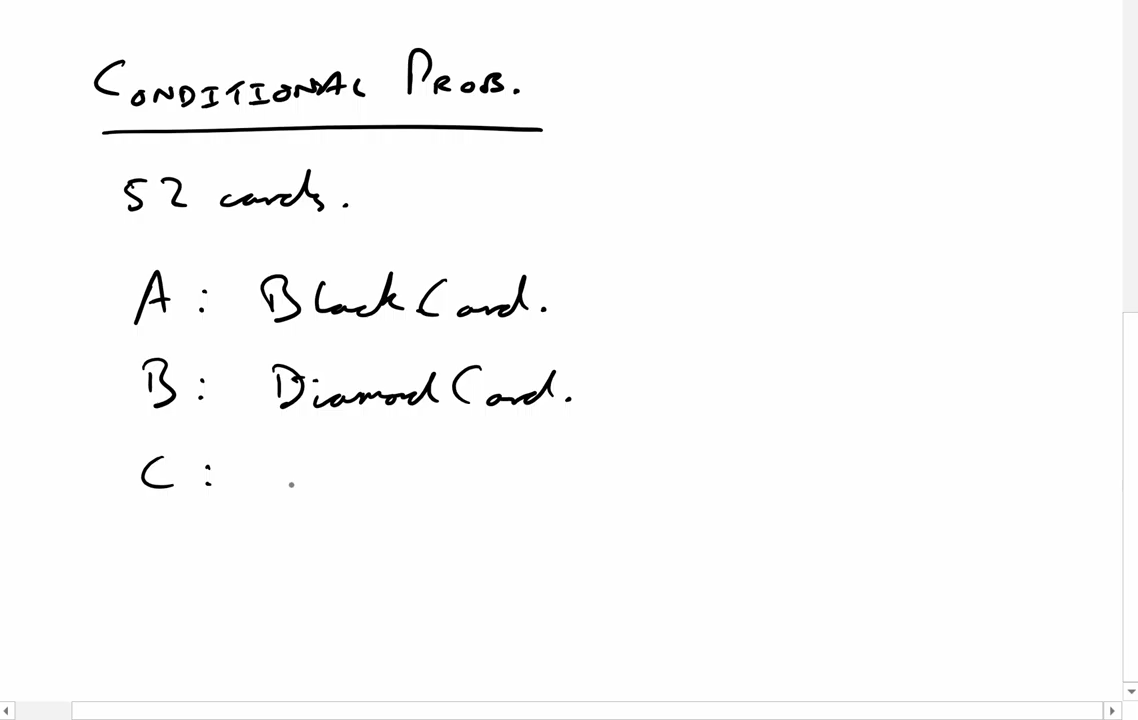 CONDITIONAL PROB.
52 cards.
A: Black Card.
B: Diamond Card.
C: